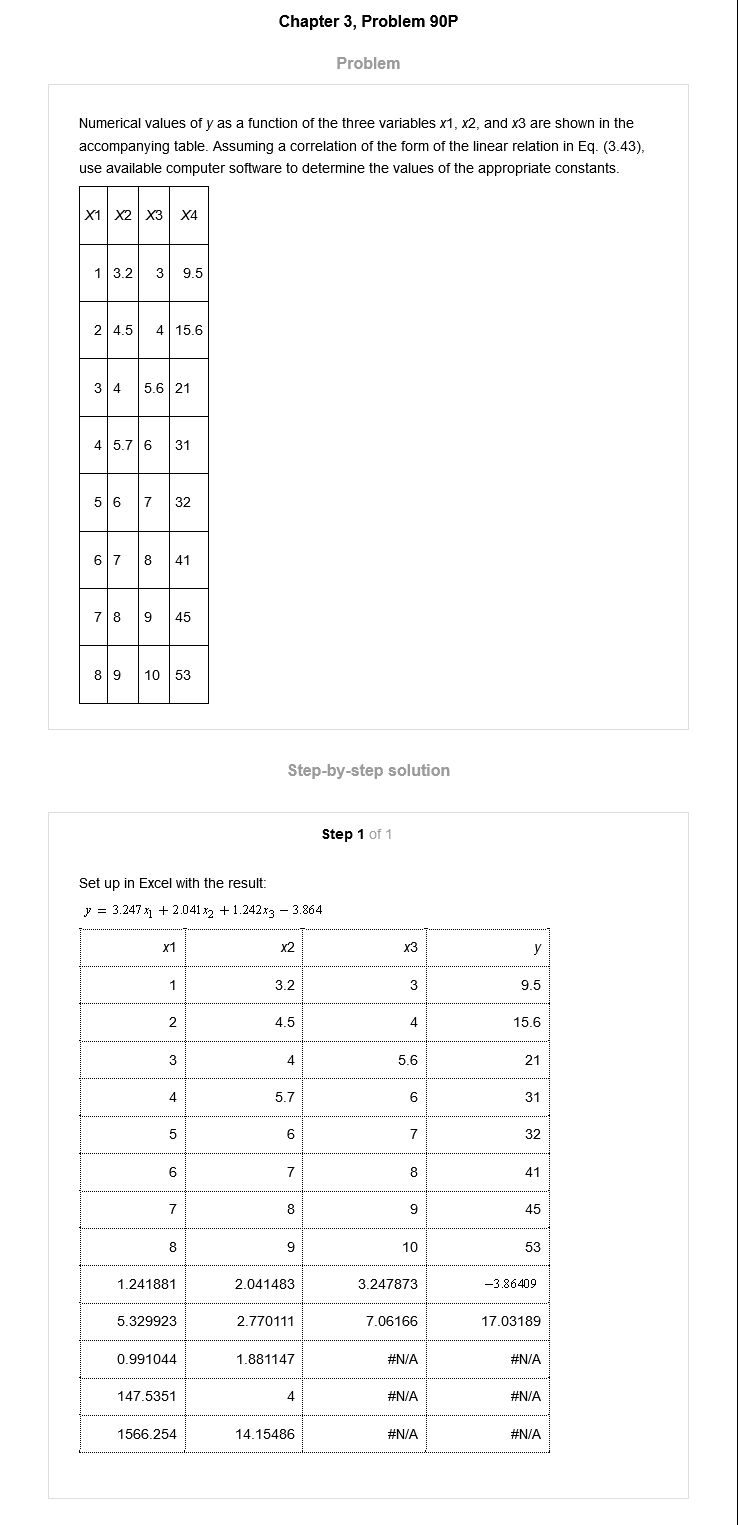 Chapter 3, Problem 90P
Problem
Numerical values of y as a function of the three variables x1, x2, and x3 are shown in the
accompanying table. Assuming a correlation of the form of the linear relation in Eq. (3.43),
use available computer software to determine the values of the appropriate constants.
X1 X2 X3 X4
1 3.2 3 9.5
2 4.5 4 15.6
3 4 5.6 21
4 5.7 6 31
5 6 7 32
6 7 8 41
7 8 9 45
8 9 10 53
Step-by-step solution
Step 1 of 1
Set up in Excel with the result:
y = 3.247x₁ + 2.041x₂ + 1.242x₃ − 3.864
x1 x2 x3 y
1 3.2 3 9.5
2 4.5 4 15.6
3 4 5.6 21
4 5.7 6 31
5 6 7 32
6 7 8 41
7 8 9 45
8 9 10 53
1.241881 2.041483 3.247873 −3.86409
5.329923 2.770111 7.06166 17.03189
0.991044 1.881147 #N/A #N/A
147.5351 4 #N/A #N/A
1566.254 14.15486 #N/A #N/A